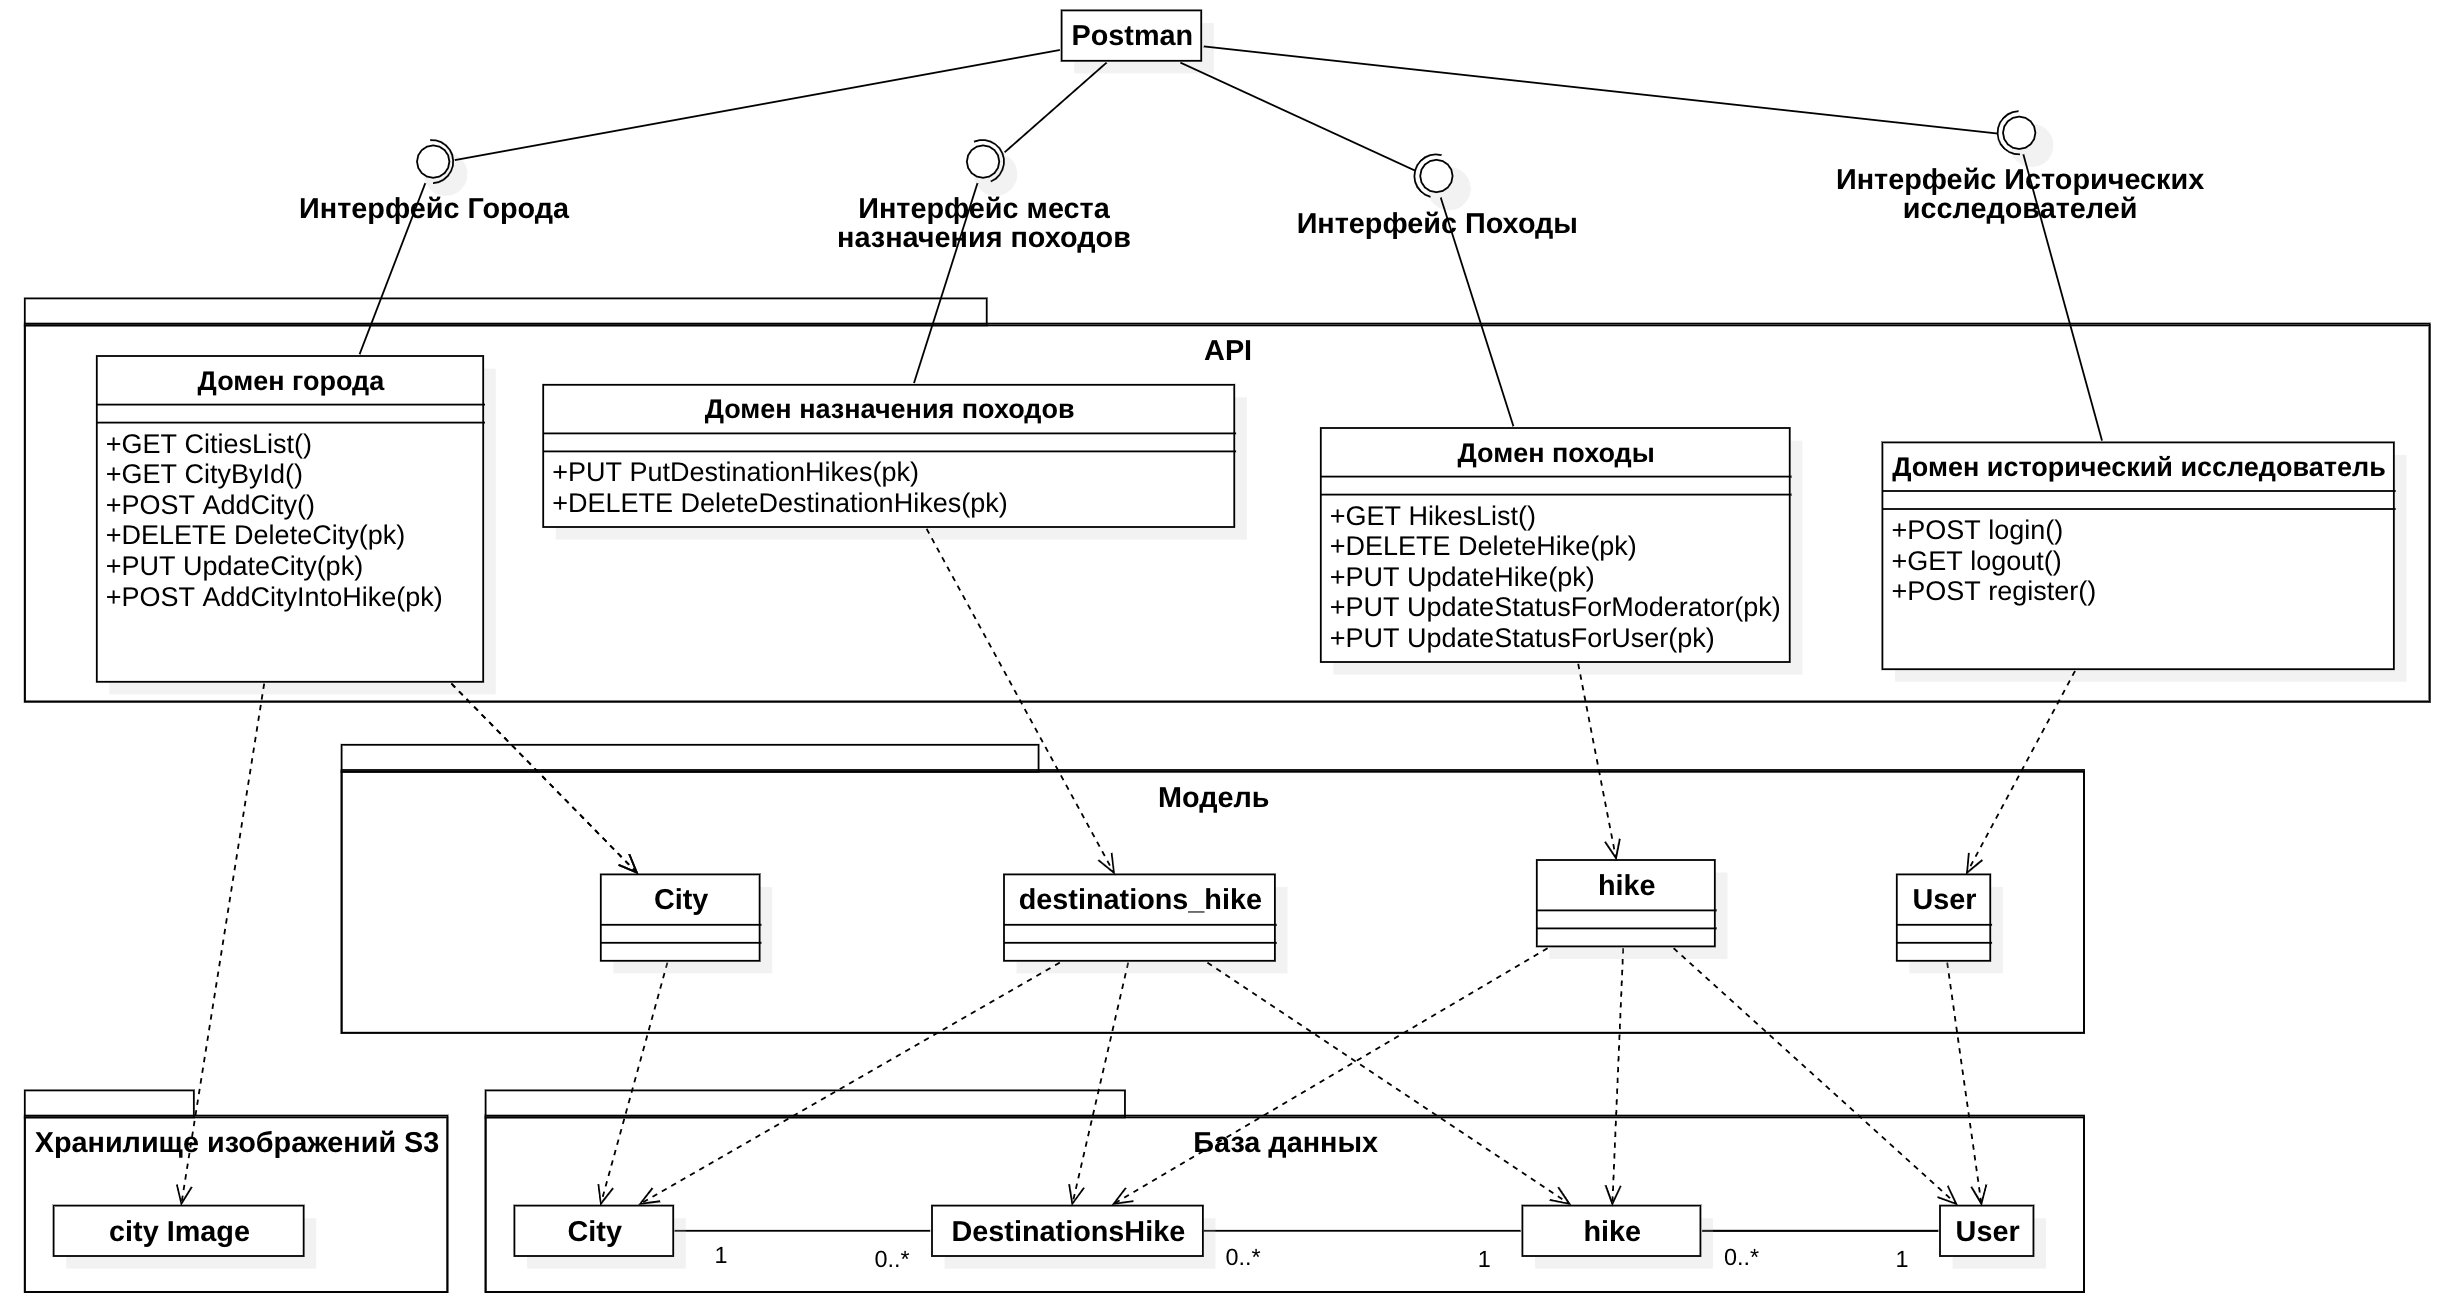 Postman
Интерфейс Города
Интерфейс места
назначения походов
Интерфейс Походы
Интерфейс Исторических
исследователей
API
Домен города
+GET CitiesList()
+GET CityById()
+POST AddCity()
+DELETE DeleteCity(pk)
+PUT UpdateCity(pk)
+POST AddCityIntoHike(pk)
Домен назначения походов
+PUT PutDestinationHikes(pk)
+DELETE DeleteDestinationHikes(pk)
Домен походы
+GET HikesList()
+DELETE DeleteHike(pk)
+PUT UpdateHike(pk)
+PUT UpdateStatusForModerator(pk)
+PUT UpdateStatusForUser(pk)
Домен исторический исследователь
+POST login()
+GET logout()
+POST register()
Модель
City
destinations_hike
hike
User
Хранилище изображений S3
city Image
База данных
City
1
0..*
DestinationsHike
0..*
1
hike
0..*
1
User